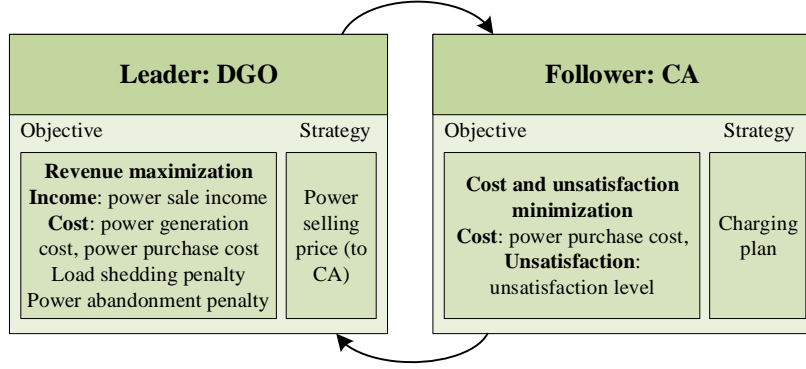 Leader: DGO
Objective
Strategy
Revenue maximization
Income: power sale income
Cost: power generation
cost, power purchase cost
Load shedding penalty
Power abandonment penalty
Power
selling
price (to
CA)
Follower: CA
Objective
Strategy
Cost and unsatisfaction
minimization
Cost: power purchase cost,
Unsatisfaction:
unsatisfaction level
Charging
plan